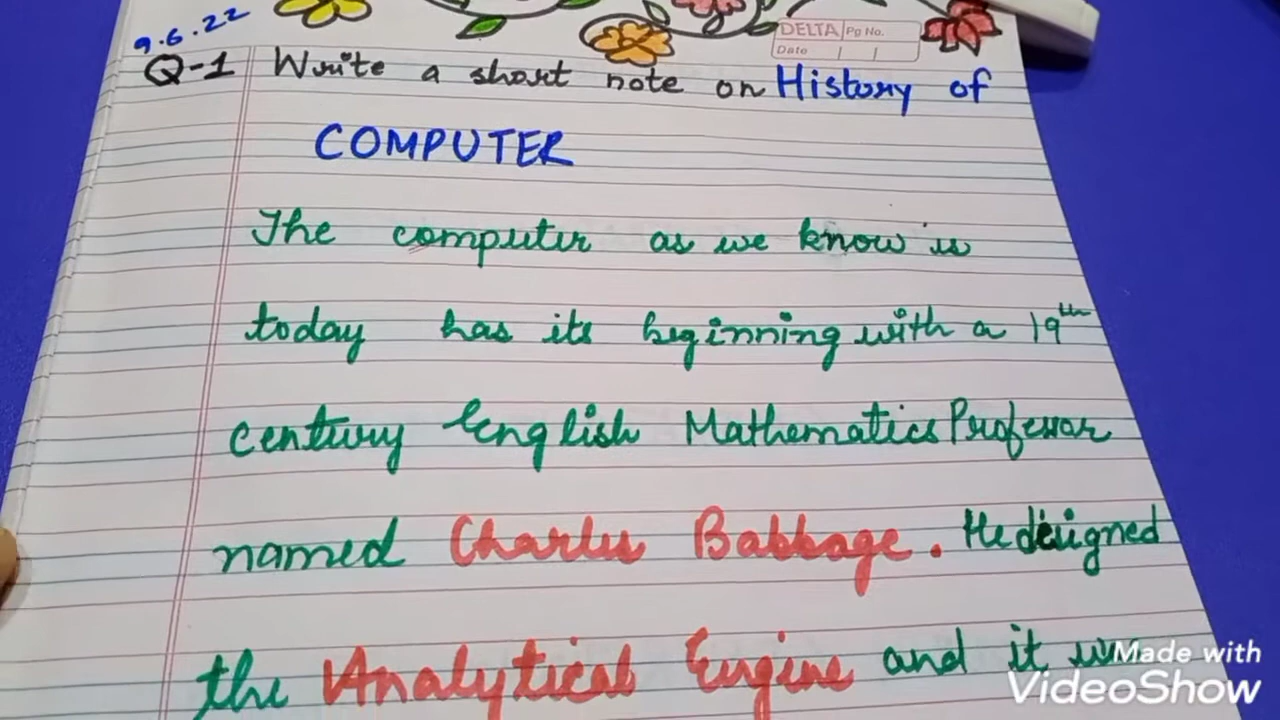 9.6.22
DELTA Pg No.
Date
Q-1 Write a short note on History of
COMPUTER
The computer as we know is
today has its beginning with a 19th
century English Mathematics Professor
named Charles Babbage. He designed
the Analytical Engine and it was
Made with
VideoShow